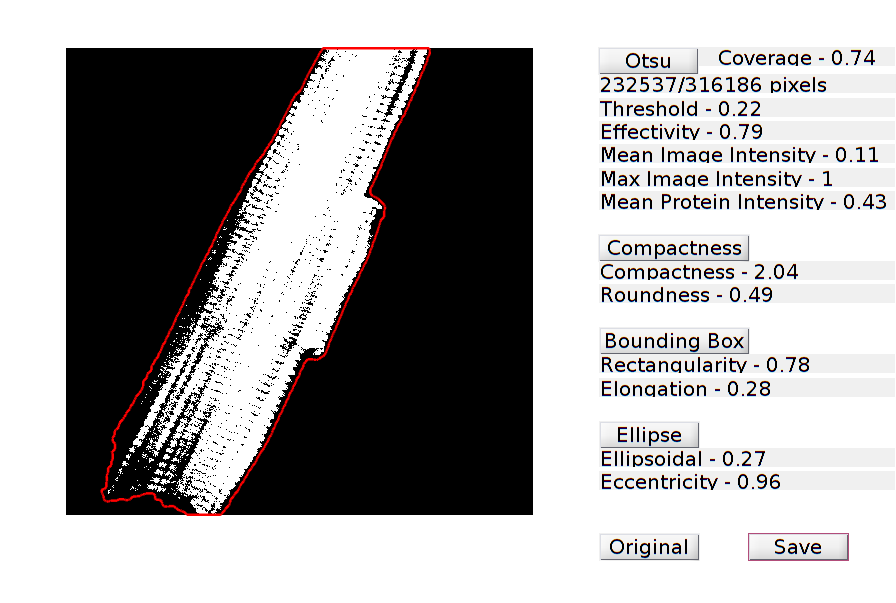 Otsu Coverage - 0.74
232537/316186 pixels
Threshold - 0.22
Effectivity - 0.79
Mean Image Intensity - 0.11
Max Image Intensity - 1
Mean Protein Intensity - 0.43
Compactness
Compactness - 2.04
Roundness - 0.49
Bounding Box
Rectangularity - 0.78
Elongation - 0.28
Ellipse
Ellipsoidal - 0.27
Eccentricity - 0.96
Original Save